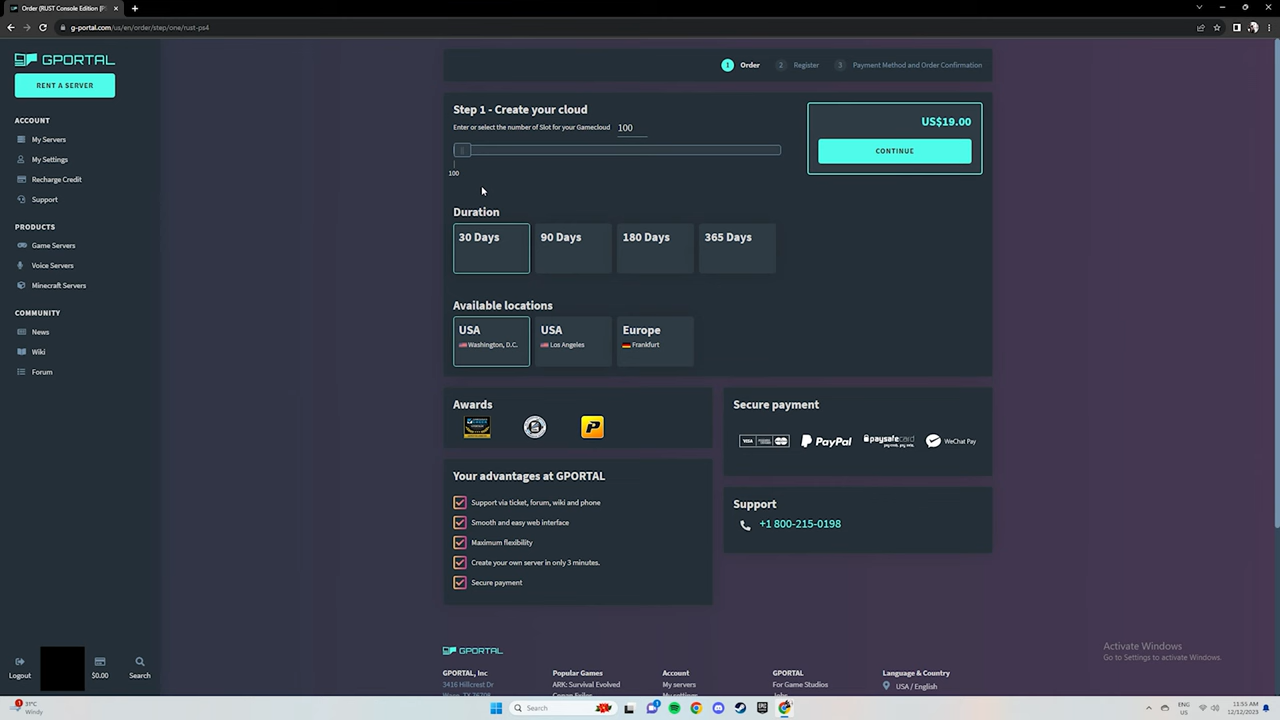 Order (RUST Console Edition [P
g-portal.com/us/en/order/step/one/rust-ps4
GPORTAL
RENT A SERVER
ACCOUNT
My Servers
My Settings
Recharge Credit
Support
PRODUCTS
Game Servers
Voice Servers
Minecraft Servers
COMMUNITY
News
Wiki
Forum
Logout
$0.00
Search
1 Order
2 Register
3 Payment Method and Order Confirmation
Step 1 - Create your cloud
Enter or select the number of Slot for your Gamecloud 100
100
US$19.00
CONTINUE
Duration
30 Days
90 Days
180 Days
365 Days
Available locations
USA
Washington, D.C.
USA
Los Angeles
Europe
Frankfurt
Awards
Secure payment
VISA
PayPal
paysafecard
WeChat Pay
Your advantages at GPORTAL
Support via ticket, forum, wiki and phone
Smooth and easy web interface
Maximum flexibility
Create your own server in only 3 minutes.
Secure payment
Support
+1 800-215-0198
GPORTAL
GPORTAL, Inc
3416 Hillcrest Dr
Popular Games
ARK: Survival Evolved
Account
My servers
GPORTAL
For Game Studios
Language & Country
USA / English
Activate Windows
Go to Settings to activate Windows.
31°C
Windy
Search
ENG
US
11:55 AM
12/12/2023